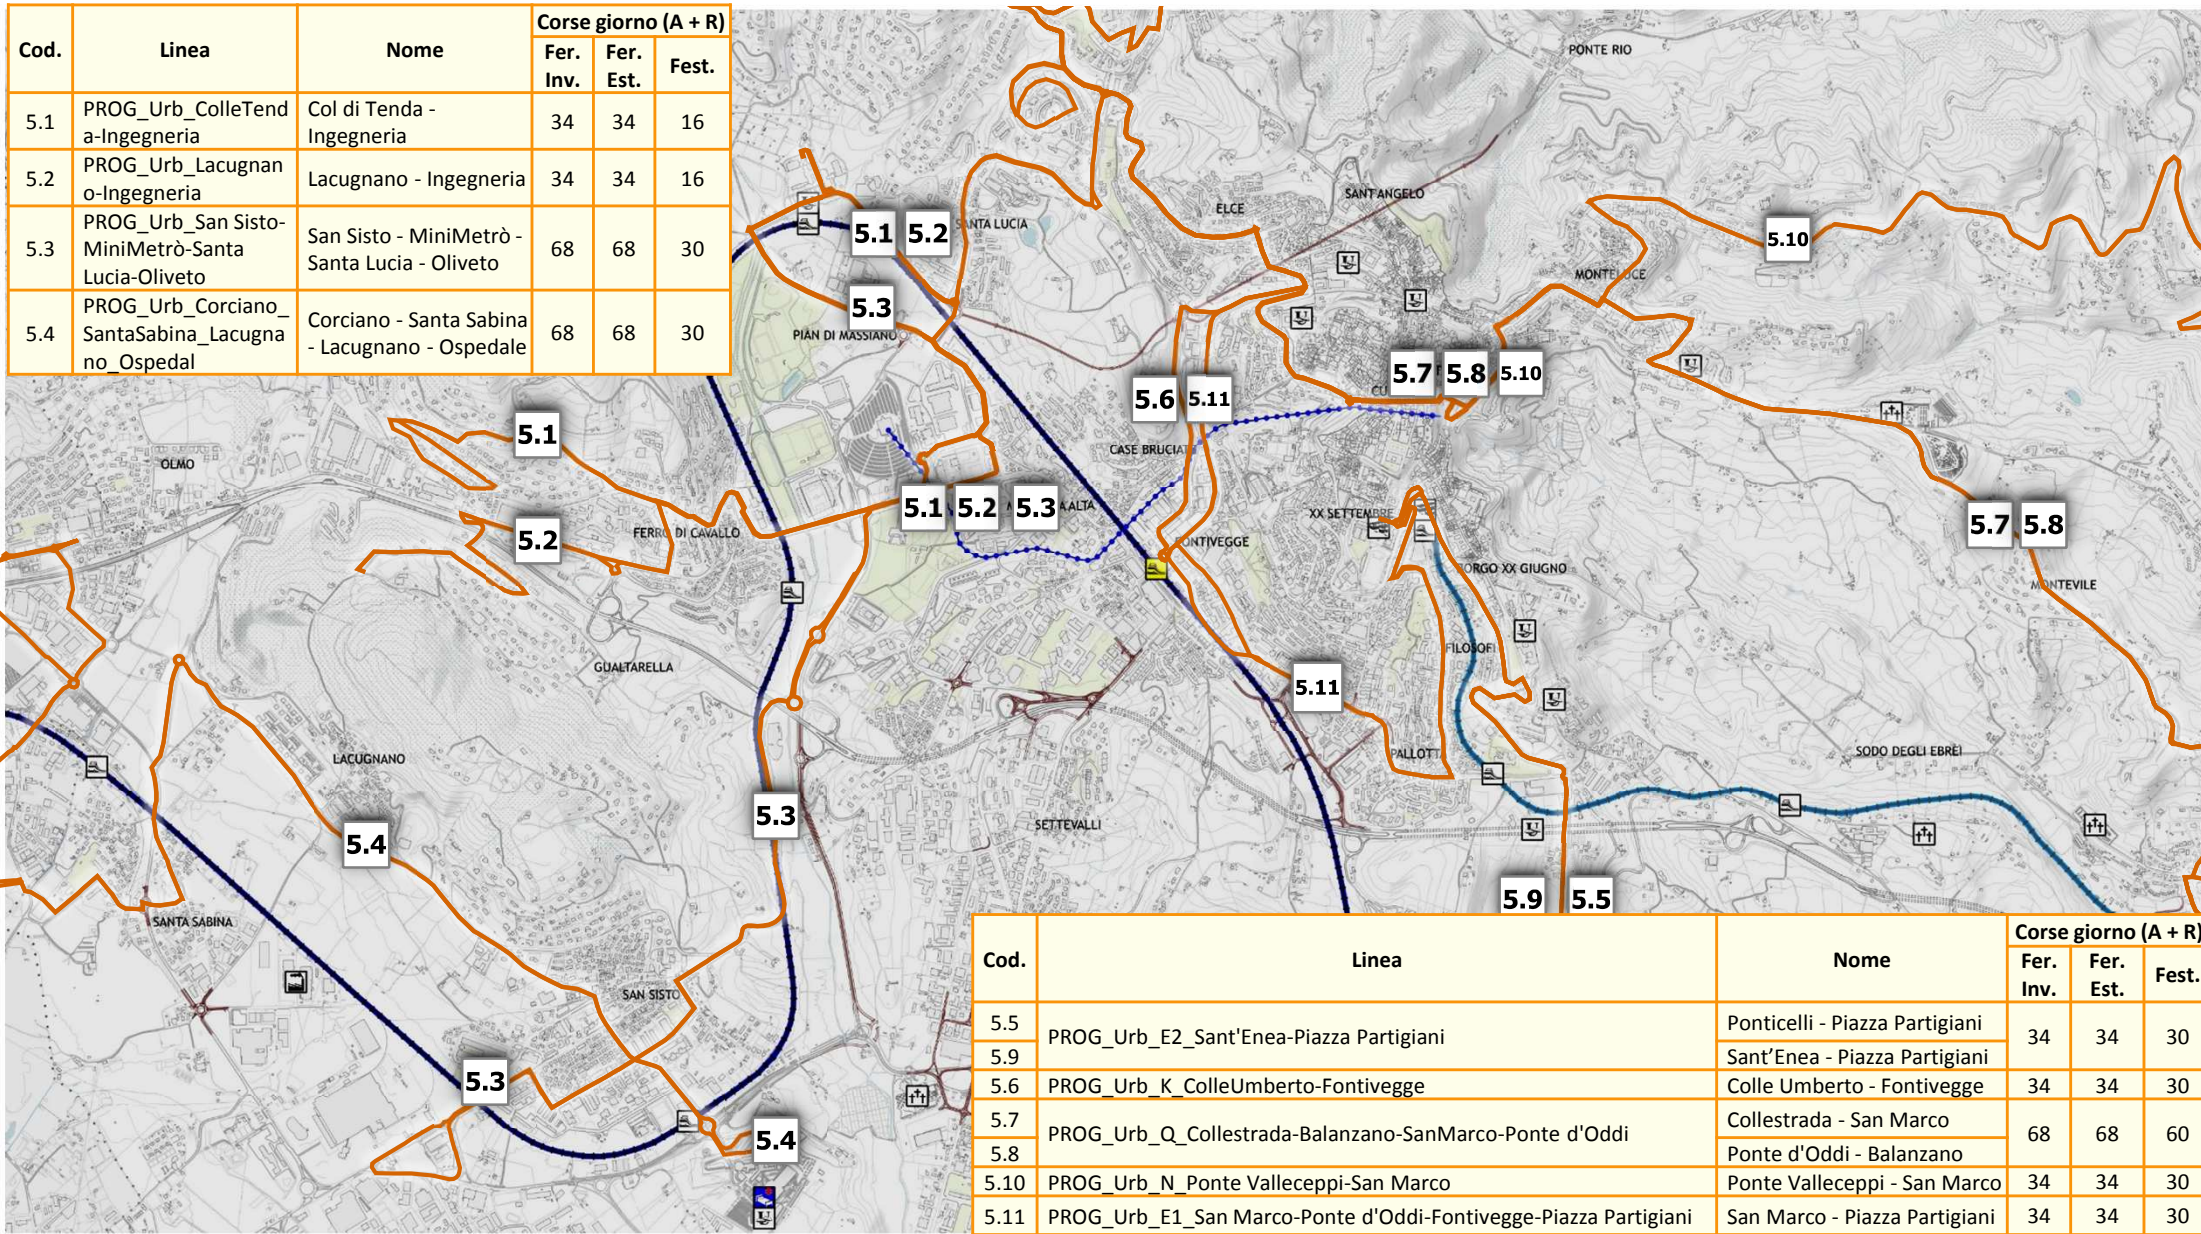 Cod.
Linea
Nome
Corse giorno (A + R)
Fer.
Inv.
Fer.
Est.
Fest.
5.1
PROG_Urb_ColleTend
a-Ingegneria
Col di Tenda -
Ingegneria
34
34
16
5.2
PROG_Urb_Lacugnan
o-Ingegneria
Lacugnano - Ingegneria
34
34
16
5.3
PROG_Urb_San Sisto-
MiniMetrò-Santa
Lucia-Oliveto
San Sisto - MiniMetrò -
Santa Lucia - Oliveto
68
68
30
5.4
PROG_Urb_Corciano_
SantaSabina_Lacugna
no_Ospedal
Corciano - Santa Sabina
- Lacugnano - Ospedale
68
68
30
PONTE RIO
SANT'ANGELO
ELCE
SANTA LUCIA
5.1 5.2
5.10
MONTELUCE
5.3
PIAN DI MASSIANO
5.7 5.8 5.10
5.6 5.11
CASE BRUCIAT
5.1
OLMO
5.1 5.2 5.3
XX SETTEMBRE
5.7 5.8
5.2
FERRO DI CAVALLO
FONTIVEGGE
BORGO XX GIUGNO
MONTEVILE
FILOSOFI
GUALTARELLA
5.11
PALLOTT
SODO DEGLI EBREI
LACUGNANO
5.3
SETTEVALLI
5.4
5.9 5.5
SANTA SABINA
SAN SISTO
5.3
5.4
Cod.
Linea
Nome
Corse giorno (A + R)
Fer.
Inv.
Fer.
Est.
Fest.
5.5
5.9
PROG_Urb_E2_Sant'Enea-Piazza Partigiani
Ponticelli - Piazza Partigiani
Sant’Enea - Piazza Partigiani
34
34
30
5.6
PROG_Urb_K_ColleUmberto-Fontivegge
Colle Umberto - Fontivegge
34
34
30
5.7
5.8
PROG_Urb_Q_Collestrada-Balanzano-SanMarco-Ponte d'Oddi
Collestrada - San Marco
Ponte d'Oddi - Balanzano
68
68
60
5.10
PROG_Urb_N_Ponte Valleceppi-San Marco
Ponte Valleceppi - San Marco
34
34
30
5.11
PROG_Urb_E1_San Marco-Ponte d'Oddi-Fontivegge-Piazza Partigiani
San Marco - Piazza Partigiani
34
34
30